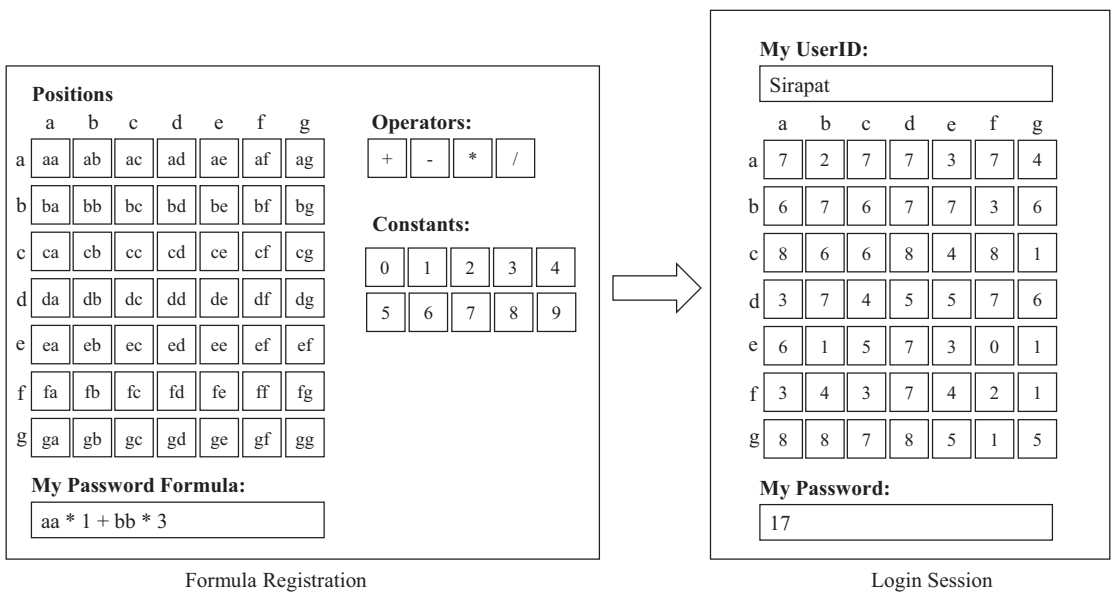 Positions
a b c d e f g
a aa ab ac ad ae af ag
b ba bb bc bd be bf bg
c ca cb cc cd ce cf cg
d da db dc dd de df dg
e ea eb ec ed ee ef ef
f fa fb fc fd fe ff fg
g ga gb gc gd ge gf gg
Operators:
+ - * /
Constants:
0 1 2 3 4
5 6 7 8 9
My Password Formula:
aa * 1 + bb * 3
Formula Registration
My UserID:
Sirapat
a b c d e f g
a 7 2 7 7 3 7 4
b 6 7 6 7 7 3 6
c 8 6 6 8 4 8 1
d 3 7 4 5 5 7 6
e 6 1 5 7 3 0 1
f 3 4 3 7 4 2 1
g 8 8 7 8 5 1 5
My Password:
17
Login Session